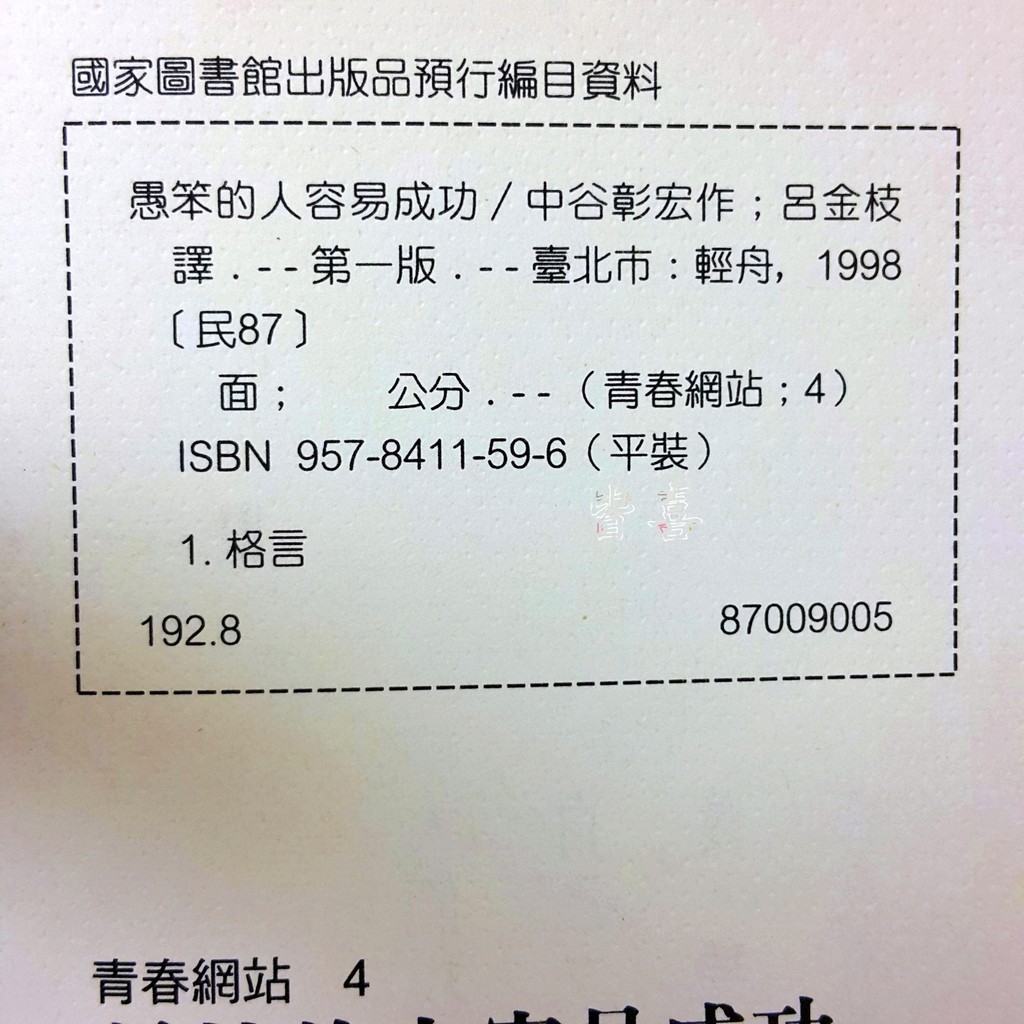 國家圖書館出版品預行編目資料
愚笨的人容易成功／中谷彰宏作；呂金枝
譯．--第一版．--臺北市：輕舟，1998
〔民87〕
面； 公分．--（青春網站；4）
ISBN 957-8411-59-6（平裝）
1. 格言
192.8 87009005
青春網站 4